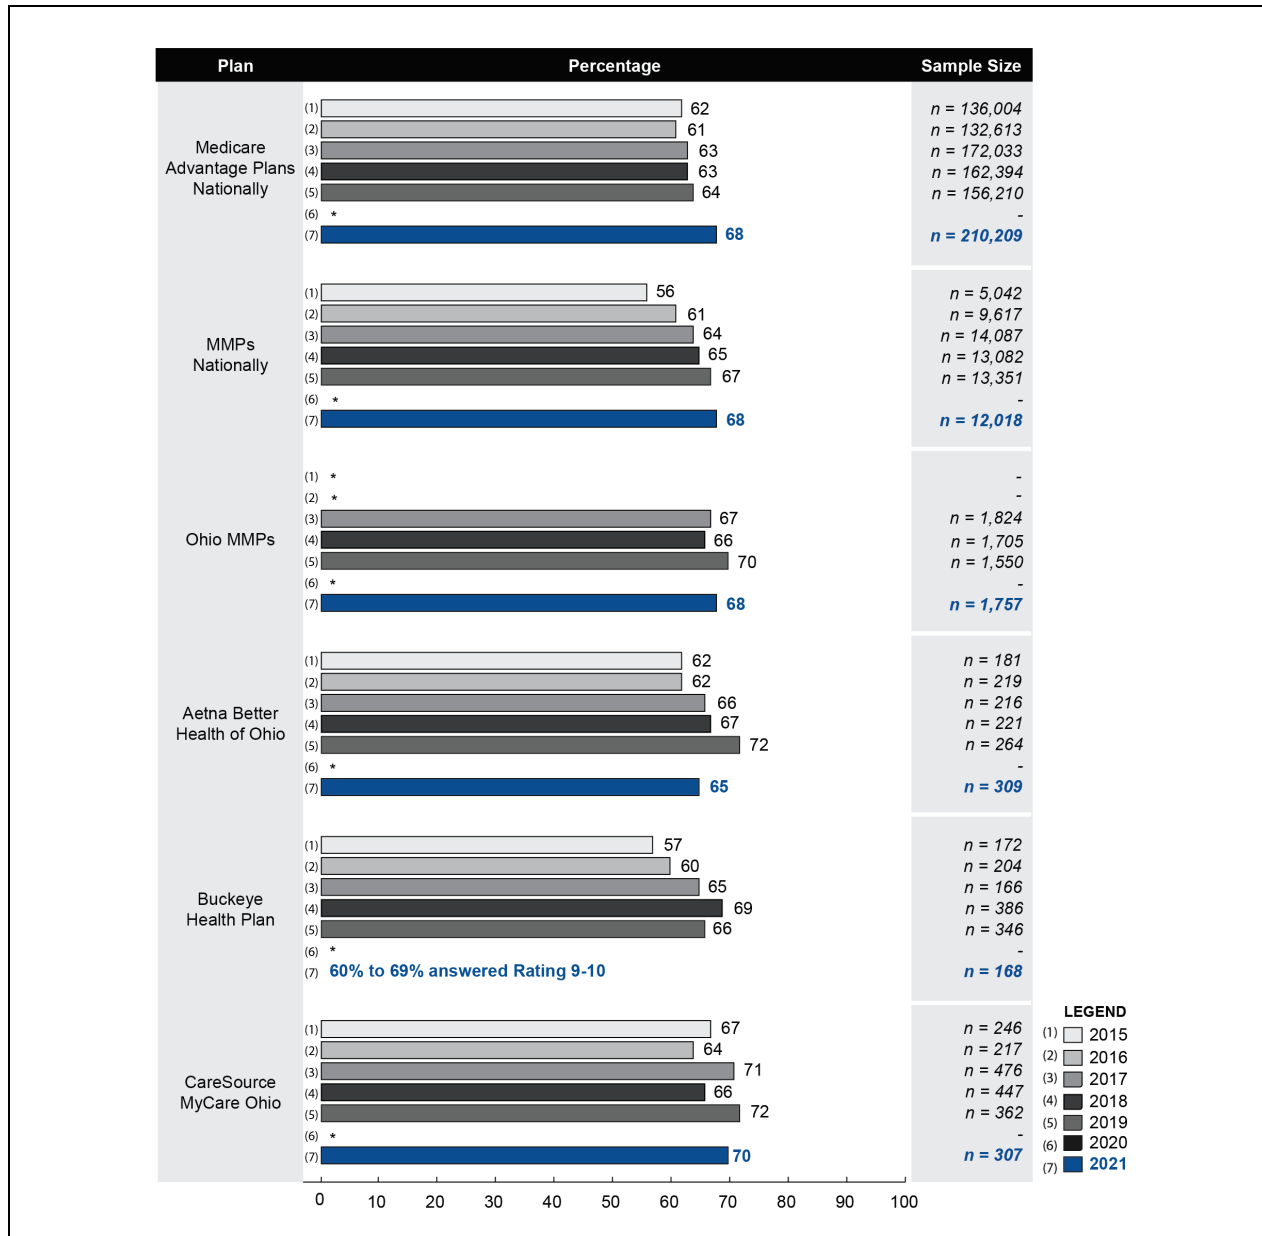 Plan Percentage Sample Size
(1) 62 n = 136,004
(2) 61 n = 132,613
Medicare
(3) 63 n = 172,033
Advantage Plans
(4) 63 n = 162,394
Nationally
(5) 64 n = 156,210
(6) * -
(7) 68 n = 210,209
(1) 56 n = 5,042
(2) 61 n = 9,617
(3) 64 n = 14,087
MMPs
(4) 65 n = 13,082
Nationally
(5) 67 n = 13,351
(6) * -
(7) 68 n = 12,018
(1) * -
(2) * -
(3) 67 n = 1,824
Ohio MMPs
(4) 66 n = 1,705
(5) 70 n = 1,550
(6) * -
(7) 68 n = 1,757
(1) 62 n = 181
(2) 62 n = 219
(3) 66 n = 216
Aetna Better
(4) 67 n = 221
Health of Ohio
(5) 72 n = 264
(6) * -
(7) 65 n = 309
(1) 57 n = 172
(2) 60 n = 204
(3) 65 n = 166
Buckeye
(4) 69 n = 386
Health Plan
(5) 66 n = 346
(6) * -
(7) 60% to 69% answered Rating 9-10 n = 168
(1) 67 n = 246
(2) 64 n = 217
(3) 71 n = 476
CareSource
(4) 66 n = 447
MyCare Ohio
(5) 72 n = 362
(6) * -
(7) 70 n = 307
0 10 20 30 40 50 60 70 80 90 100
LEGEND
(1) 2015
(2) 2016
(3) 2017
(4) 2018
(5) 2019
(6) 2020
(7) 2021